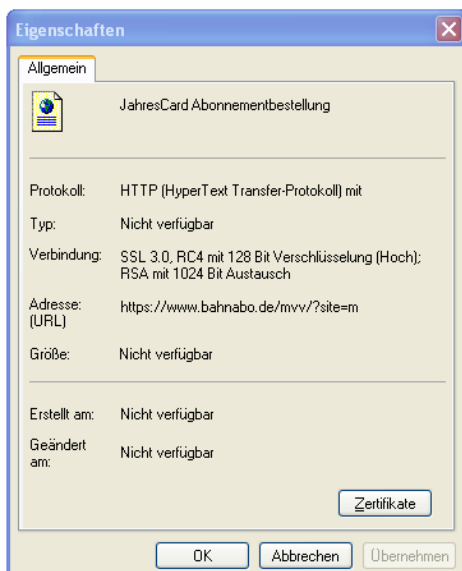 Eigenschaften
Allgemein
JahresCard Abonnementbestellung
Protokoll: HTTP (HyperText Transfer-Protokoll) mit
Typ: Nicht verfügbar
Verbindung: SSL 3.0, RC4 mit 128 Bit Verschlüsselung (Hoch);
RSA mit 1024 Bit Austausch
Adresse: https://www.bahnabo.de/mvv/?site=m
(URL)
Größe: Nicht verfügbar
Erstellt am: Nicht verfügbar
Geändert
am: Nicht verfügbar
Zertifikate
OK Abbrechen Übernehmen